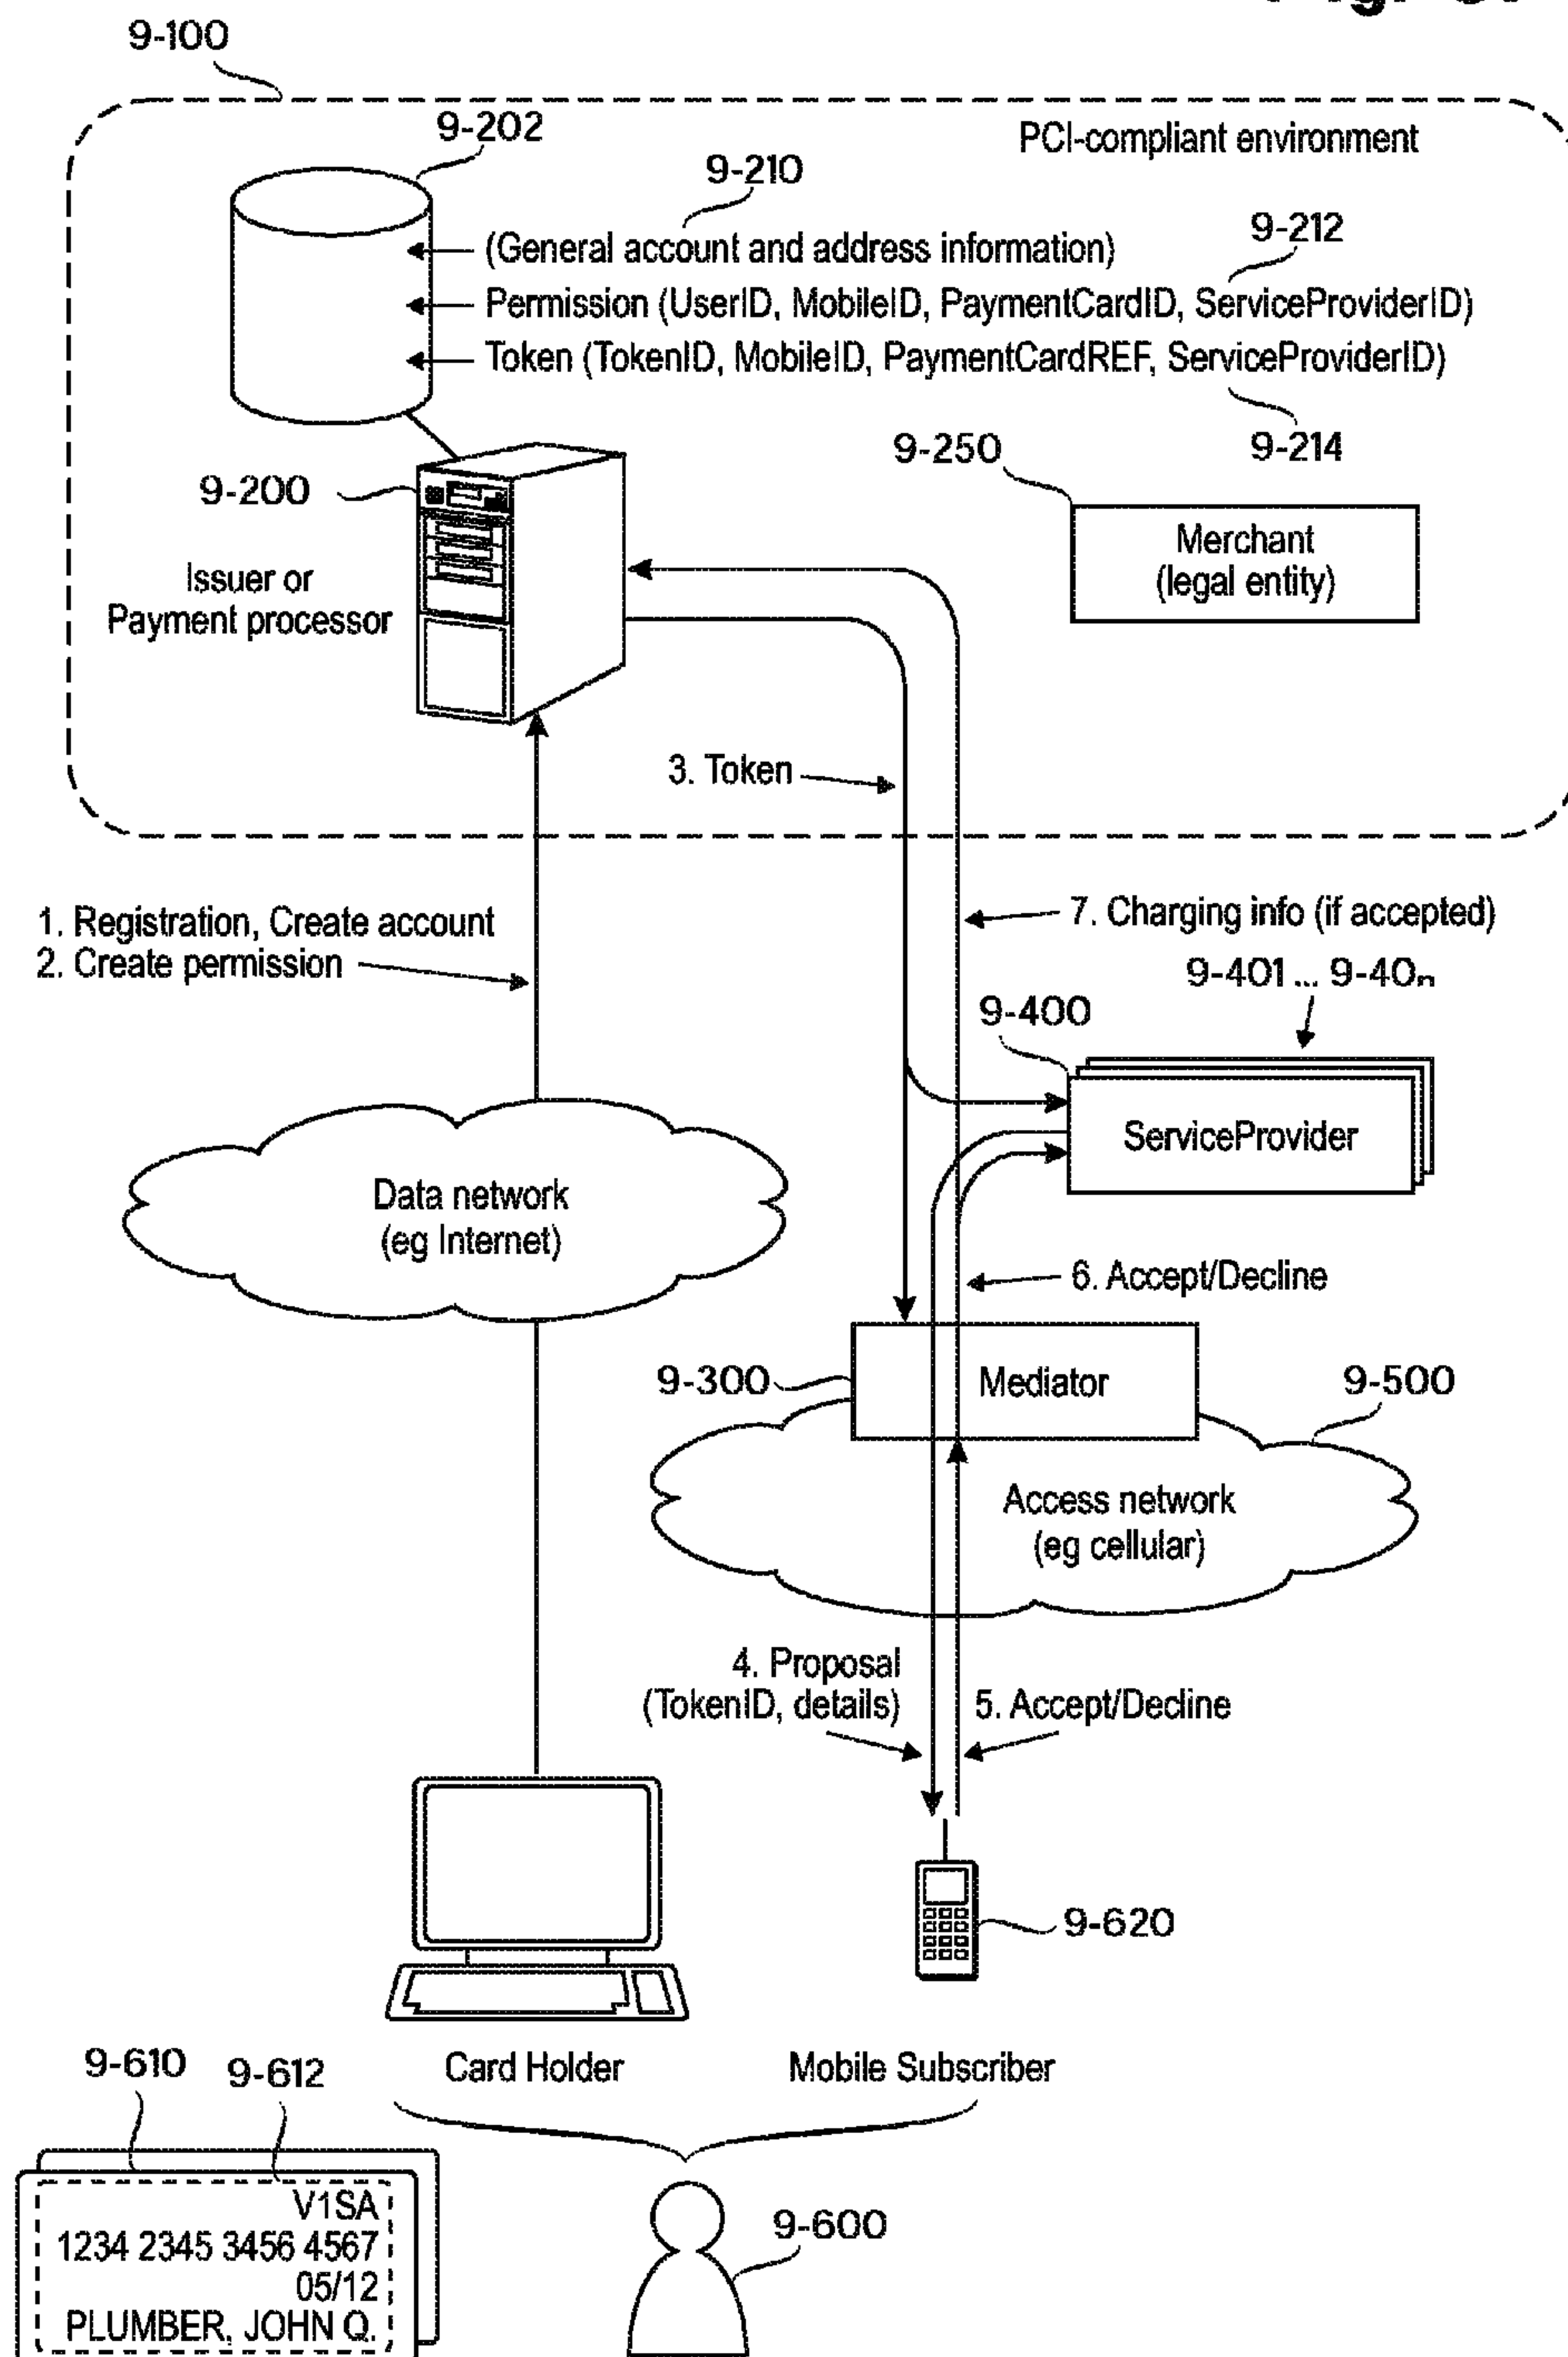 9-100
9-202
PCI-compliant environment
9-210
9-212
(General account and address information)
Permission (UserID, MobileID, PaymentCardID, ServiceProviderID)
Token (TokenID, MobileID, PaymentCardREF, ServiceProviderID)
9-214
9-250
9-200
Merchant
(legal entity)
Issuer or
Payment processor
3. Token
1. Registration, Create account
2. Create permission
7. Charging info (if accepted)
9-401 ... 9-40n
9-400
ServiceProvider
Data network
(eg Internet)
6. Accept/Decline
9-300
Mediator
9-500
Access network
(eg cellular)
4. Proposal
(TokenID, details)
5. Accept/Decline
9-620
Card Holder
Mobile Subscriber
9-610
9-612
V1SA
1234 2345 3456 4567
05/12
PLUMBER, JOHN Q.
9-600